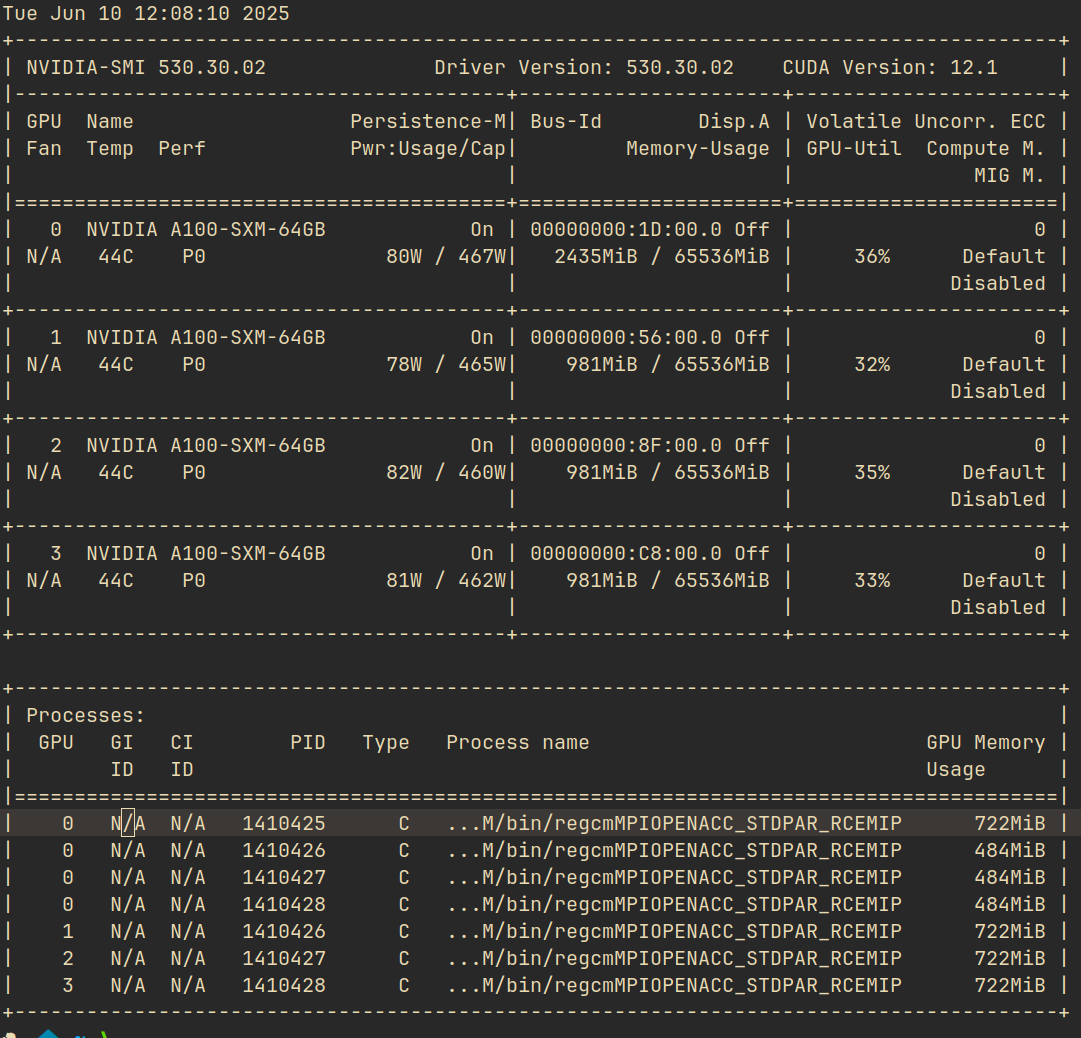 Tue Jun 10 12:08:10 2025
+---------------------------------------------------------------------------------------+
| NVIDIA-SMI 530.30.02              Driver Version: 530.30.02    CUDA Version: 12.1     |
|-----------------------------------------+----------------------+----------------------+
| GPU  Name                  Persistence-M| Bus-Id        Disp.A | Volatile Uncorr. ECC |
| Fan  Temp  Perf            Pwr:Usage/Cap|         Memory-Usage | GPU-Util  Compute M. |
|                                         |                      |               MIG M. |
|=========================================+======================+======================|
|   0  NVIDIA A100-SXM-64GB            On | 00000000:1D:00.0 Off |                    0 |
| N/A   44C    P0               80W / 467W|   2435MiB / 65536MiB |     36%      Default |
|                                         |                      |             Disabled |
+-----------------------------------------+----------------------+----------------------+
|   1  NVIDIA A100-SXM-64GB            On | 00000000:56:00.0 Off |                    0 |
| N/A   44C    P0               78W / 465W|    981MiB / 65536MiB |     32%      Default |
|                                         |                      |             Disabled |
+-----------------------------------------+----------------------+----------------------+
|   2  NVIDIA A100-SXM-64GB            On | 00000000:8F:00.0 Off |                    0 |
| N/A   44C    P0               82W / 460W|    981MiB / 65536MiB |     35%      Default |
|                                         |                      |             Disabled |
+-----------------------------------------+----------------------+----------------------+
|   3  NVIDIA A100-SXM-64GB            On | 00000000:C8:00.0 Off |                    0 |
| N/A   44C    P0               81W / 462W|    981MiB / 65536MiB |     33%      Default |
|                                         |                      |             Disabled |
+-----------------------------------------+----------------------+----------------------+

+---------------------------------------------------------------------------------------+
| Processes:                                                                            |
|  GPU   GI   CI        PID   Type   Process name                            GPU Memory |
|        ID   ID                                                             Usage      |
|=======================================================================================|
|    0   N/A  N/A   1410425      C   ...M/bin/regcmMPIOPENACC_STDPAR_RCEMIP      722MiB |
|    0   N/A  N/A   1410426      C   ...M/bin/regcmMPIOPENACC_STDPAR_RCEMIP      484MiB |
|    0   N/A  N/A   1410427      C   ...M/bin/regcmMPIOPENACC_STDPAR_RCEMIP      484MiB |
|    0   N/A  N/A   1410428      C   ...M/bin/regcmMPIOPENACC_STDPAR_RCEMIP      484MiB |
|    1   N/A  N/A   1410426      C   ...M/bin/regcmMPIOPENACC_STDPAR_RCEMIP      722MiB |
|    2   N/A  N/A   1410427      C   ...M/bin/regcmMPIOPENACC_STDPAR_RCEMIP      722MiB |
|    3   N/A  N/A   1410428      C   ...M/bin/regcmMPIOPENACC_STDPAR_RCEMIP      722MiB |
+---------------------------------------------------------------------------------------+